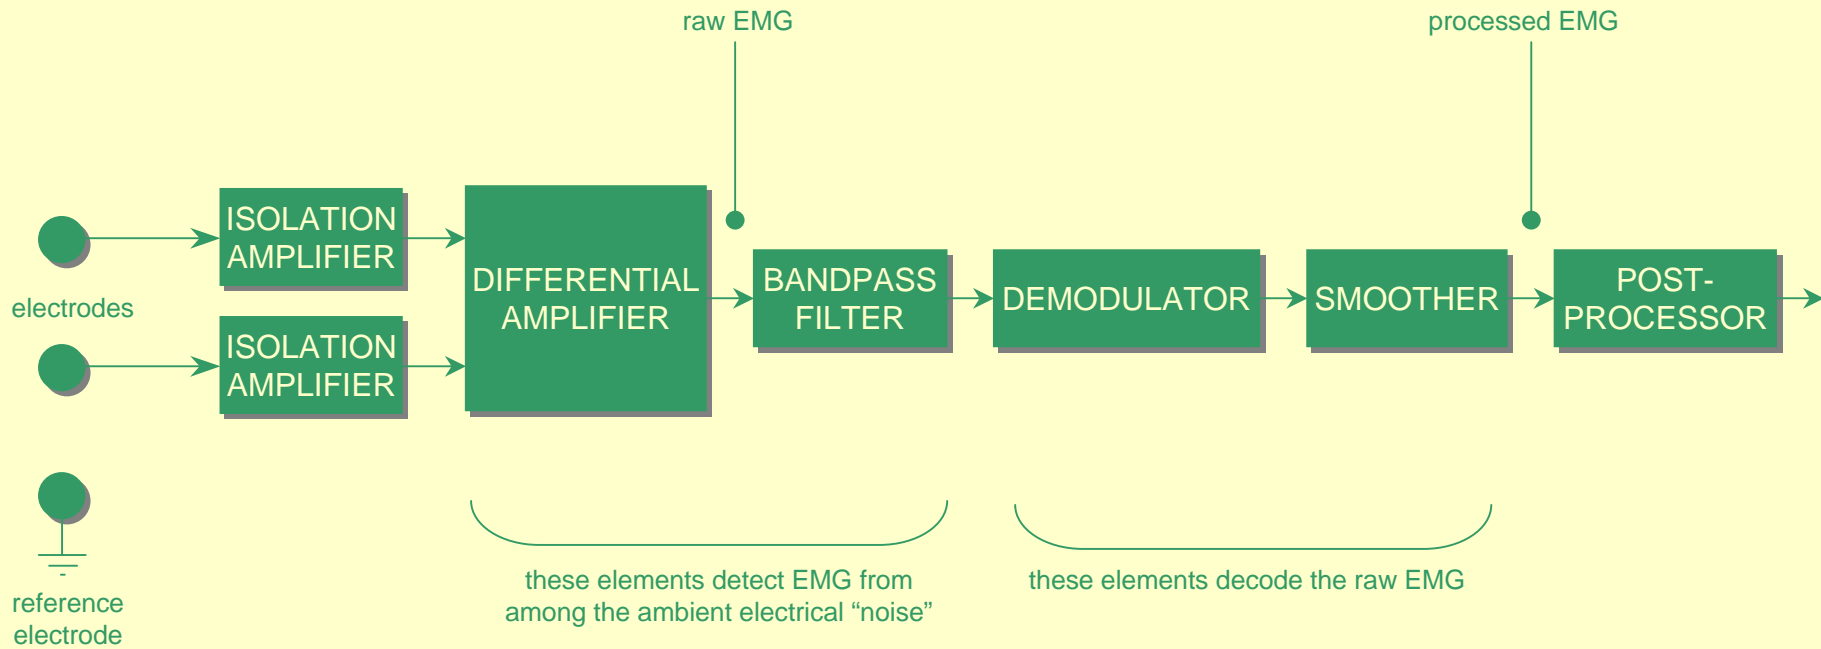 raw EMG
processed EMG
ISOLATION
AMPLIFIER
electrodes
ISOLATION
AMPLIFIER
DIFFERENTIAL
AMPLIFIER
BANDPASS
FILTER
DEMODULATOR
SMOOTHER
POST-
PROCESSOR
reference
electrode
these elements detect EMG from
among the ambient electrical “noise”
these elements decode the raw EMG